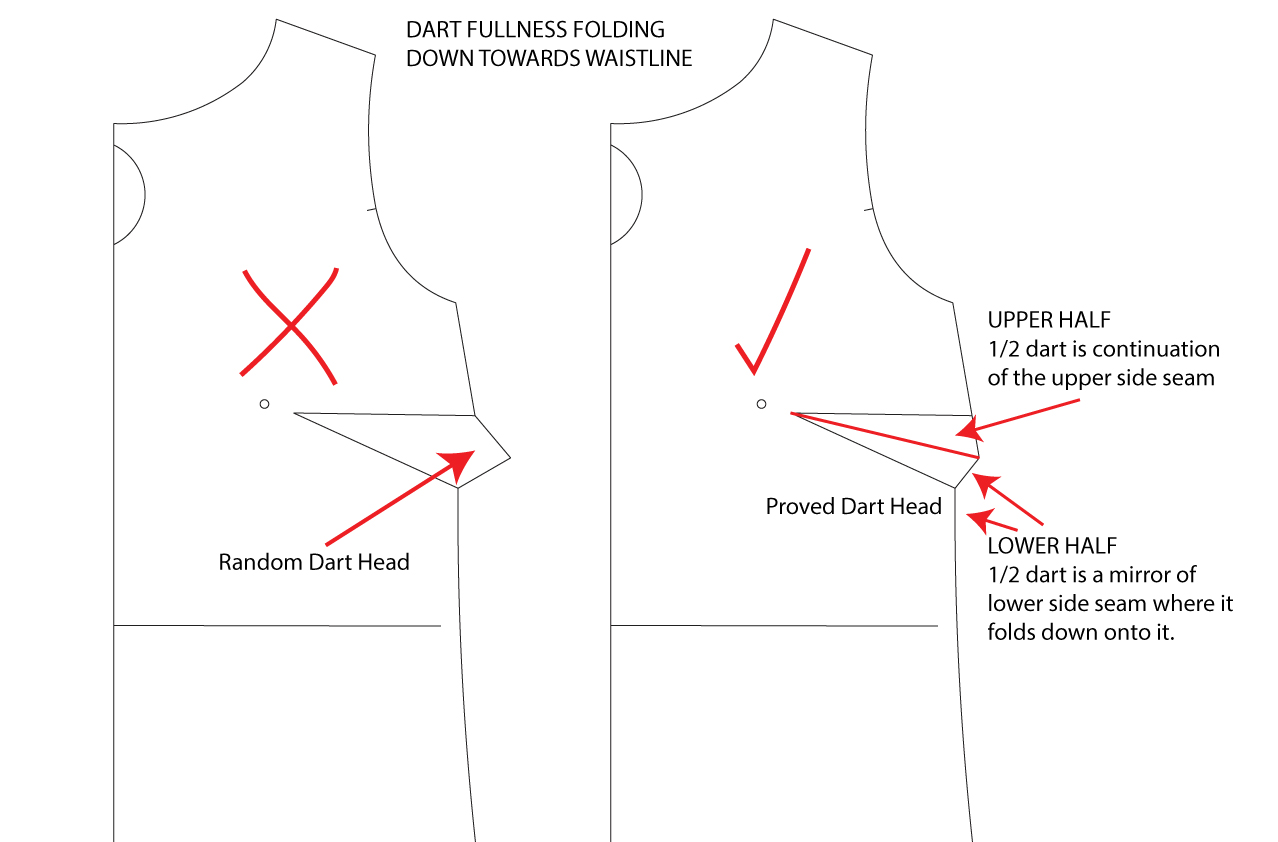 DART FULLNESS FOLDING
DOWN TOWARDS WAISTLINE
UPPER HALF
1/2 dart is continuation
of the upper side seam
Proved Dart Head
Random Dart Head
LOWER HALF
1/2 dart is a mirror of
lower side seam where it
folds down onto it.